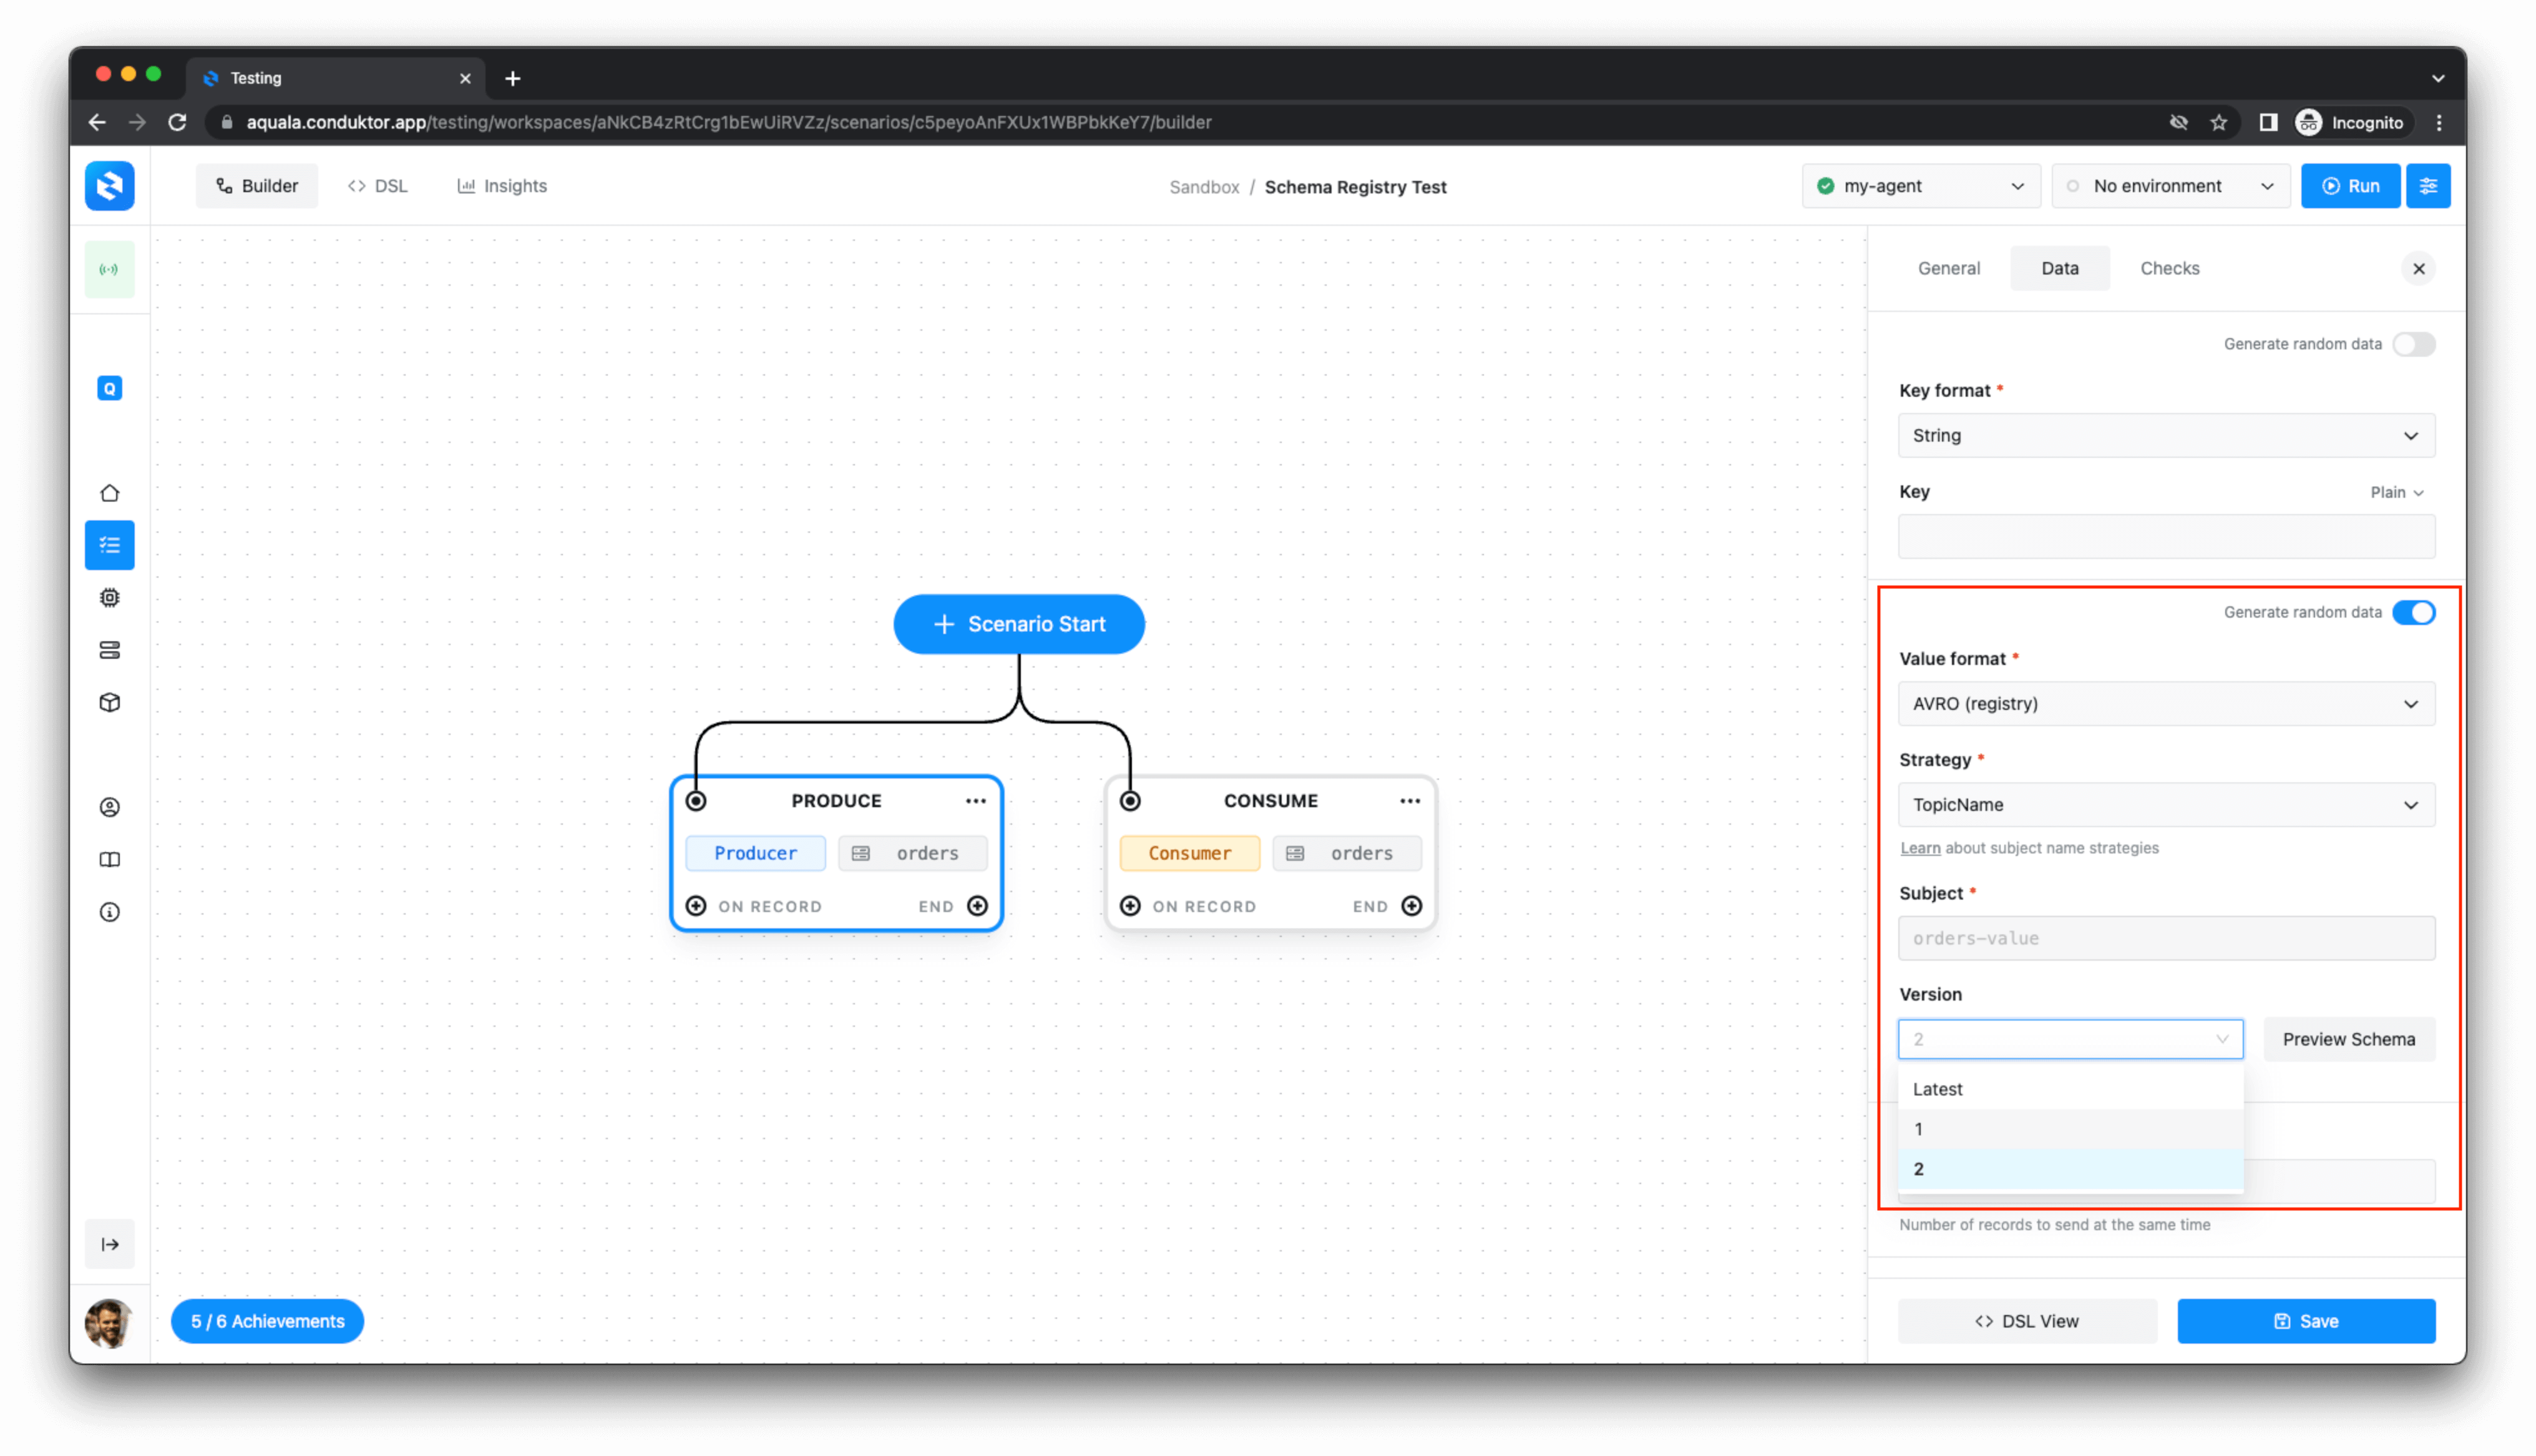 Testing
aquala.conduktor.app/testing/workspaces/aNkCB4zRtCrg1bEwUiRVZz/scenarios/c5peyoAnFXUx1WBPbkKeY7/builder
Incognito
Builder
<> DSL
Insights
Sandbox / Schema Registry Test
my-agent
No environment
Run
General
Data
Checks
Generate random data
Key format *
String
Key
Plain
Q
Scenario Start
PRODUCE
Producer
orders
ON RECORD
END
CONSUME
Consumer
orders
ON RECORD
END
Generate random data
Value format *
AVRO (registry)
Strategy *
TopicName
Learn about subject name strategies
Subject *
orders-value
Version
2
Preview Schema
Latest
1
2
Number of records to send at the same time
5 / 6 Achievements
<> DSL View
Save